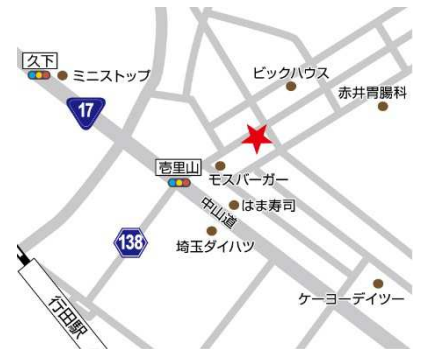 久下
ミニストップ
ビックハウス
赤井胃腸科
17
壱里山
モスバーガー
はま寿司
中山道
138
埼玉ダイハツ
ケーヨーデイツー
行田駅